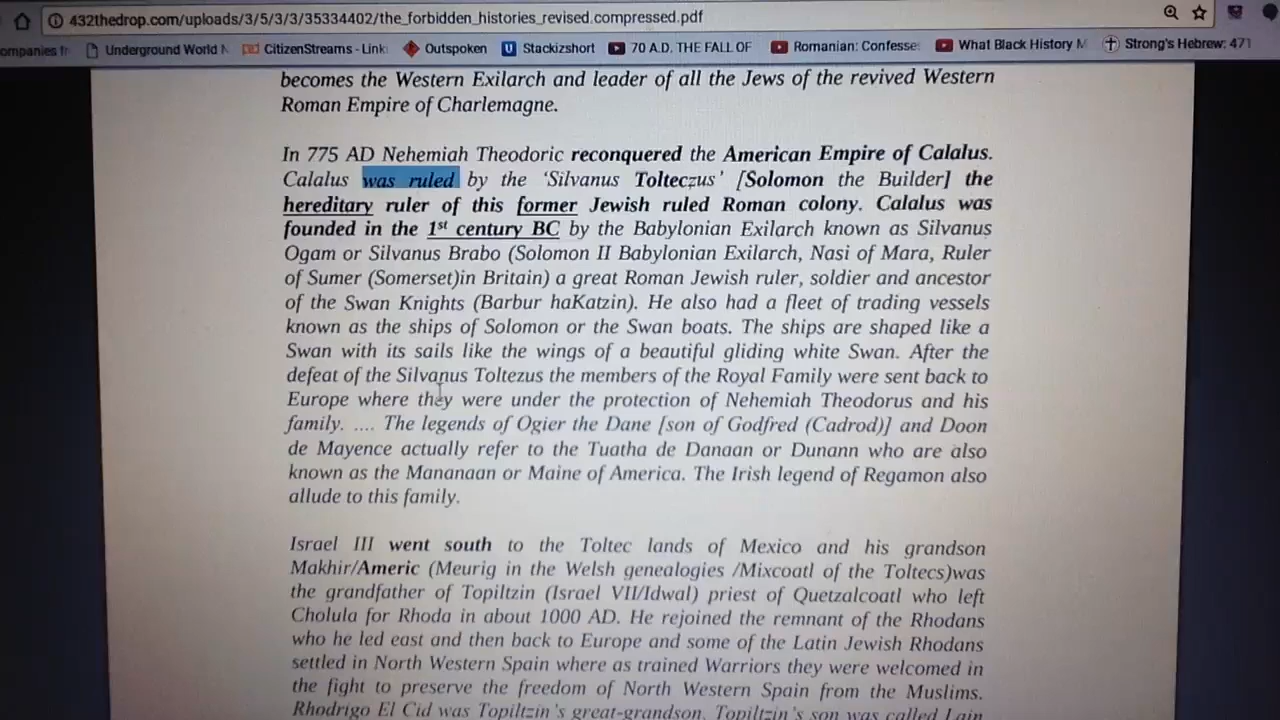 432thedrop.com/uploads/3/5/3/3/35334402/the_forbidden_histories_revised.compressed.pdf
ompanies fr Underground World N CitizenStreams - Link Outspoken Stackizshort 70 A.D. THE FALL OF Romanian: Confesse What Black History M Strong's Hebrew: 471
becomes the Western Exilarch and leader of all the Jews of the revived Western
Roman Empire of Charlemagne.
In 775 AD Nehemiah Theodoric reconquered the American Empire of Calalus.
Calalus was ruled by the ‘Silvanus Tolteczus’ [Solomon the Builder] the
hereditary ruler of this former Jewish ruled Roman colony. Calalus was
founded in the 1st century BC by the Babylonian Exilarch known as Silvanus
Ogam or Silvanus Brabo (Solomon II Babylonian Exilarch, Nasi of Mara, Ruler
of Sumer (Somerset)in Britain) a great Roman Jewish ruler, soldier and ancestor
of the Swan Knights (Barbur haKatzin). He also had a fleet of trading vessels
known as the ships of Solomon or the Swan boats. The ships are shaped like a
Swan with its sails like the wings of a beautiful gliding white Swan. After the
defeat of the Silvanus Toltezus the members of the Royal Family were sent back to
Europe where they were under the protection of Nehemiah Theodorus and his
family. .... The legends of Ogier the Dane [son of Godfred (Cadrod)] and Doon
de Mayence actually refer to the Tuatha de Danaan or Dunann who are also
known as the Mananaan or Maine of America. The Irish legend of Regamon also
allude to this family.
Israel III went south to the Toltec lands of Mexico and his grandson
Makhir/Americ (Meurig in the Welsh genealogies /Mixcoatl of the Toltecs)was
the grandfather of Topiltzin (Israel VII/Idwal) priest of Quetzalcoatl who left
Cholula for Rhoda in about 1000 AD. He rejoined the remnant of the Rhodans
who he led east and then back to Europe and some of the Latin Jewish Rhodans
settled in North Western Spain where as trained Warriors they were welcomed in
the fight to preserve the freedom of North Western Spain from the Muslims.
Rhodrigo El Cid was Topiltzin's great-grandson. Topiltzin's son was called Lain